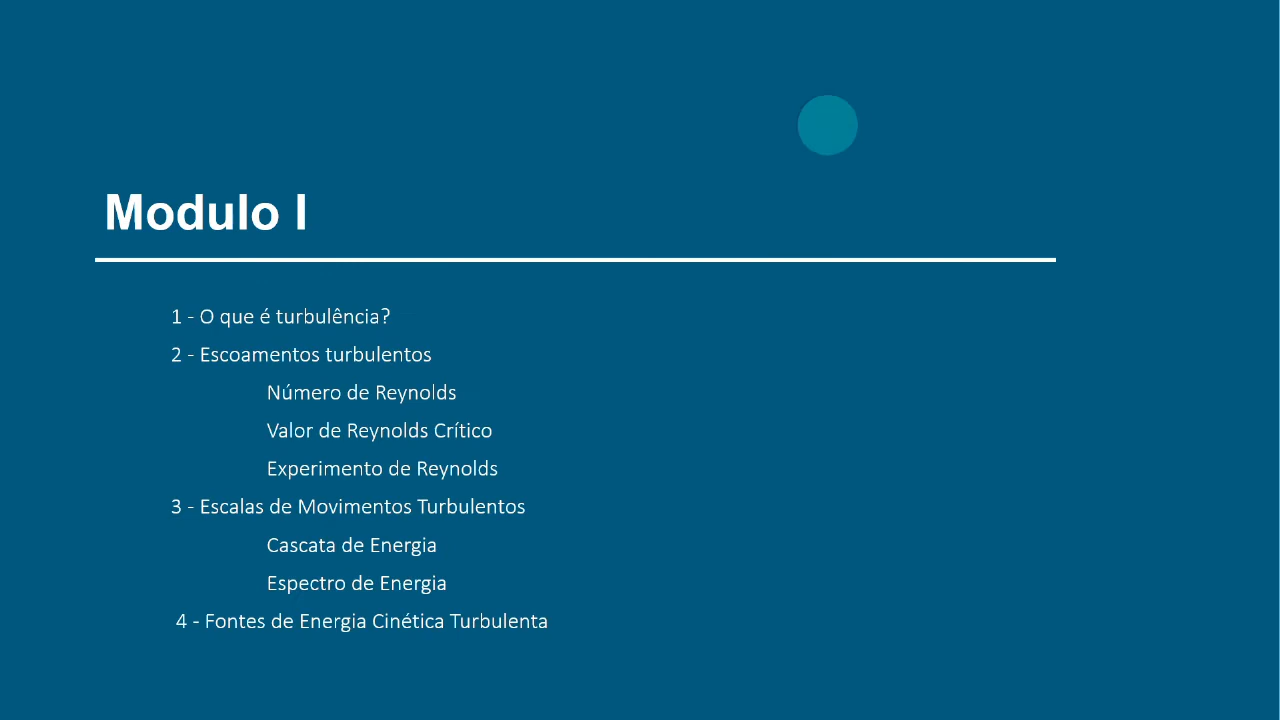 Modulo I
1 - O que é turbulência?
2 - Escoamentos turbulentos
Número de Reynolds
Valor de Reynolds Crítico
Experimento de Reynolds
3 - Escalas de Movimentos Turbulentos
Cascata de Energia
Espectro de Energia
4 - Fontes de Energia Cinética Turbulenta